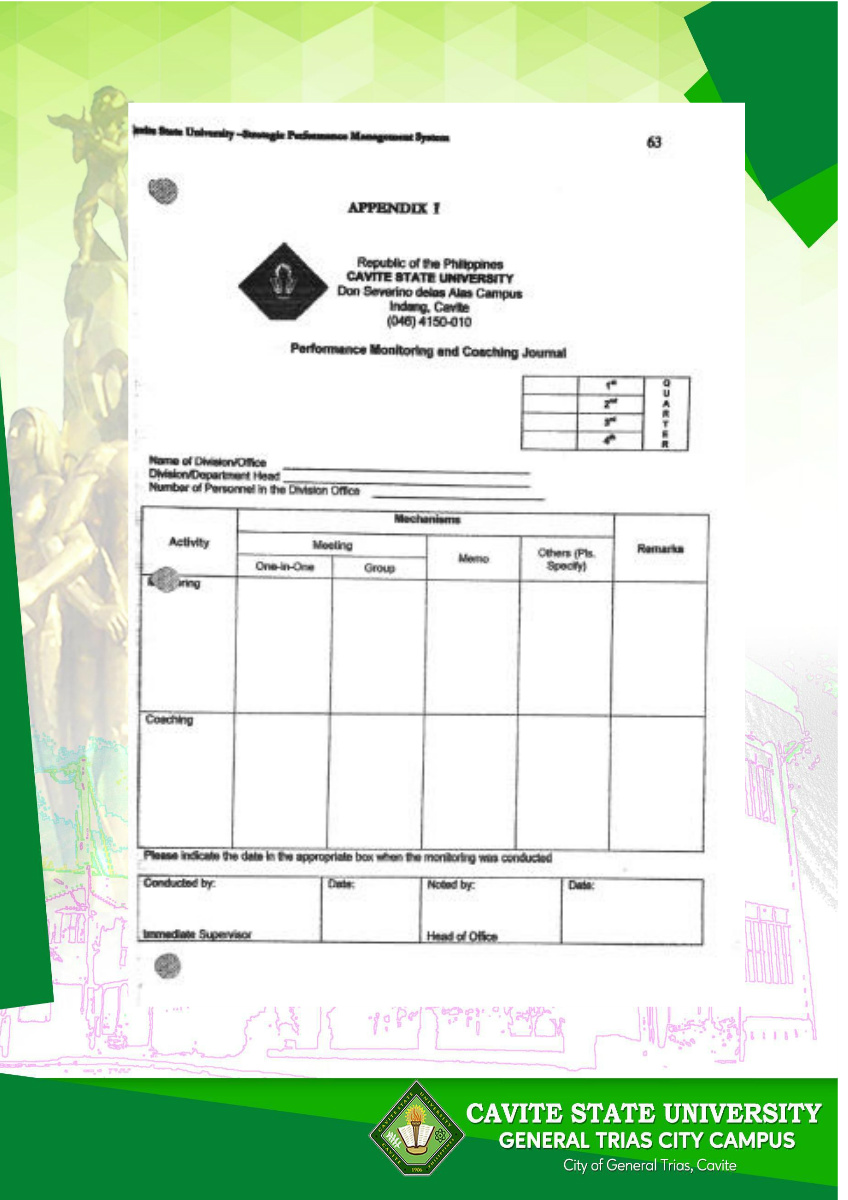 Cavite State University –Strategic Performance Management System
63
APPENDIX I
Republic of the Philippines
CAVITE STATE UNIVERSITY
Don Severino delas Alas Campus
Indang, Cavite
(046) 4150-010
Performance Monitoring and Coaching Journal
1st
2nd
3rd
4th
QUARTER
Name of Division/Office
Division/Department Head
Number of Personnel in the Division Office
Activity
Mechanisms
Remarks
Meeting
Memo
Others (Pls. Specify)
One-in-One
Group
Coaching
Please indicate the date in the appropriate box when the monitoring was conducted
Conducted by:
Date:
Noted by:
Date:
Immediate Supervisor
Head of Office
1906
CAVITE STATE UNIVERSITY
GENERAL TRIAS CITY CAMPUS
City of General Trias, Cavite